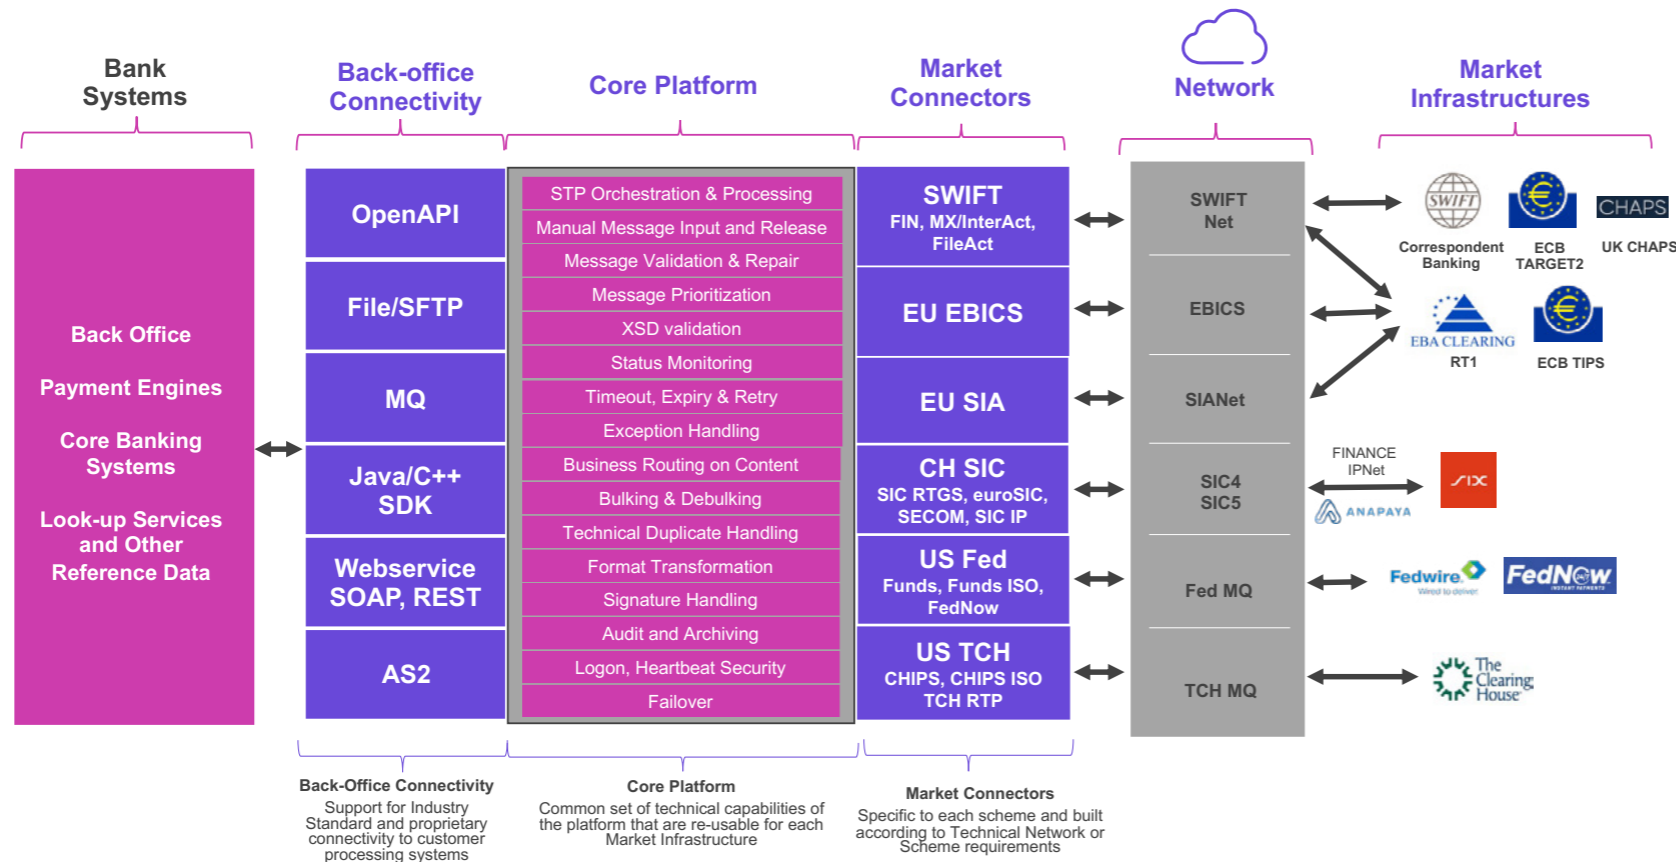 Bank
Systems
Back-office
Connectivity
Core Platform
Market
Connectors
Network
Market
Infrastructures
Back Office
Payment Engines
Core Banking
Systems
Look-up Services
and Other
Reference Data
OpenAPI
File/SFTP
MQ
Java/C++
SDK
Webservice
SOAP, REST
AS2
STP Orchestration & Processing
Manual Message Input and Release
Message Validation & Repair
Message Prioritization
XSD validation
Status Monitoring
Timeout, Expiry & Retry
Exception Handling
Business Routing on Content
Bulking & Debulking
Technical Duplicate Handling
Format Transformation
Signature Handling
Audit and Archiving
Logon, Heartbeat Security
Failover
SWIFT
FIN, MX/InterAct,
FileAct
EU EBICS
EU SIA
CH SIC
SIC RTGS, euroSIC,
SECOM, SIC IP
US Fed
Funds, Funds ISO,
FedNow
US TCH
CHIPS, CHIPS ISO
TCH RTP
SWIFT
Net
EBICS
SIANet
SIC4
SIC5
Fed MQ
TCH MQ
SWIFT
Correspondent
Banking
€
ECB
TARGET2
CHAPS
UK CHAPS
EBA CLEARING
RT1
€
ECB TIPS
FINANCE
IPNet
ANAPAYA
SIX
Fedwire
Wired to deliver.
FedNow
INSTANT PAYMENTS
The
Clearing
House
Back-Office Connectivity
Support for Industry
Standard and proprietary
connectivity to customer
processing systems
Core Platform
Common set of technical capabilities of
the platform that are re-usable for each
Market Infrastructure
Market Connectors
Specific to each scheme and built
according to Technical Network or
Scheme requirements